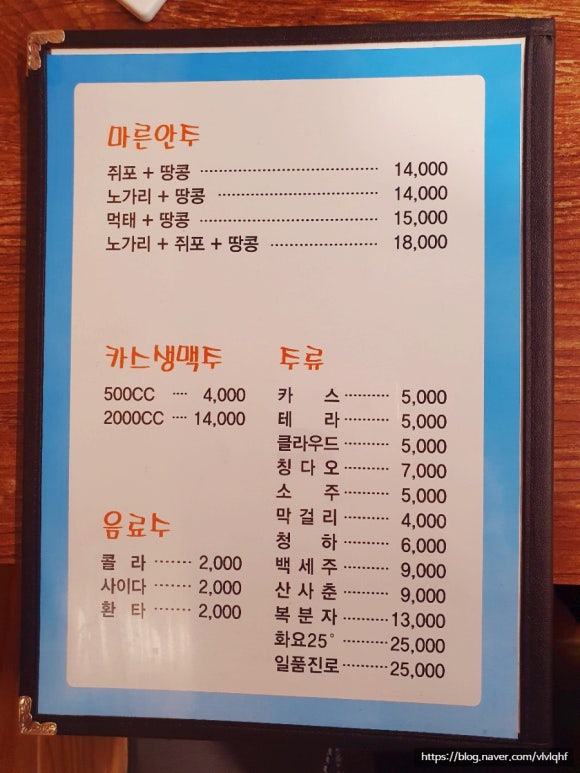 마른안주
쥐포 + 땅콩 ································ 14,000
노가리 + 땅콩 ····························· 14,000
먹태 + 땅콩 ································ 15,000
노가리 + 쥐포 + 땅콩 ··················· 18,000
카스생맥주
500CC ···· 4,000
2000CC ···· 14,000
음료수
콜 라 ······· 2,000
사이다 ······· 2,000
환 타 ······· 2,000
주류
카 스 ·········· 5,000
테 라 ·········· 5,000
클라우드 ·········· 5,000
칭 다 오 ·········· 7,000
소 주 ·········· 5,000
막 걸 리 ·········· 4,000
청 하 ·········· 6,000
백 세 주 ·········· 9,000
산 사 춘 ·········· 9,000
복 분 자 ·········· 13,000
화요25° ·········· 25,000
일품진로 ·········· 25,000
https://blog.naver.com/vlvlqhf